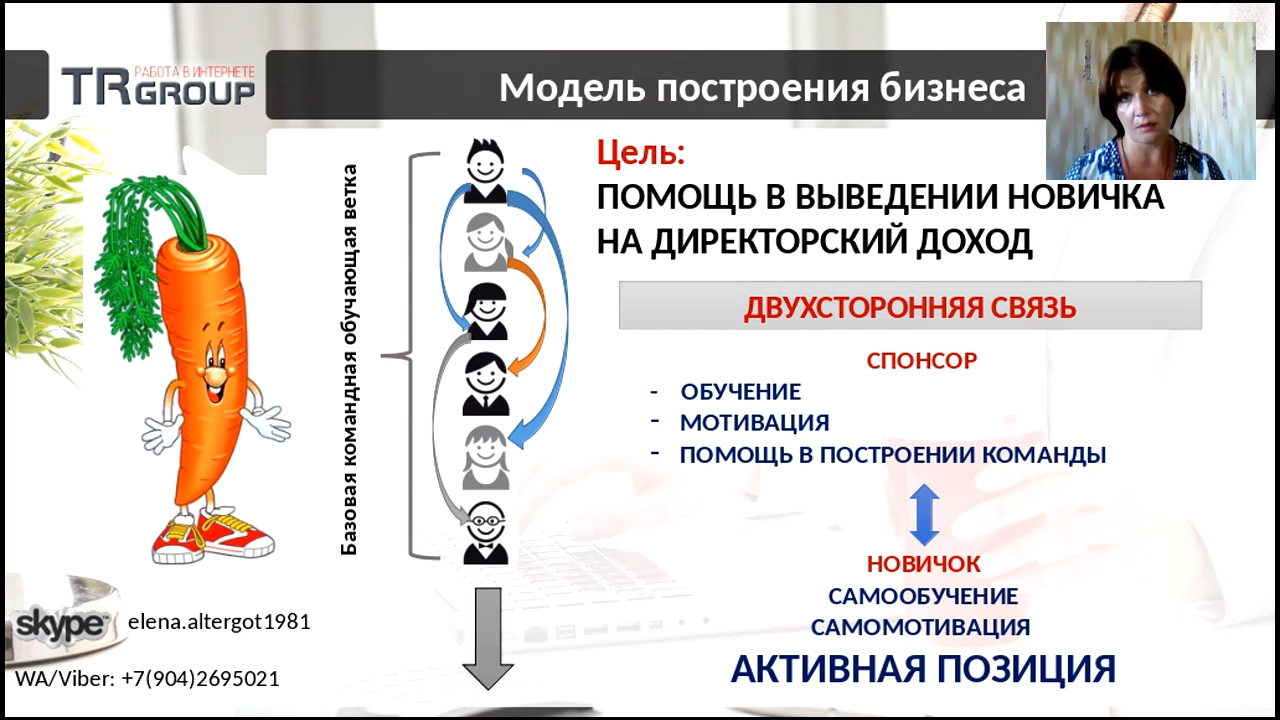 TR GROUP
РАБОТА В ИНТЕРНЕТЕ
Модель построения бизнеса
Базовая командная обучающая ветка
Цель:
ПОМОЩЬ В ВЫВЕДЕНИИ НОВИЧКА
НА ДИРЕКТОРСКИЙ ДОХОД
ДВУХСТОРОННЯЯ СВЯЗЬ
СПОНСОР
- ОБУЧЕНИЕ
- МОТИВАЦИЯ
- ПОМОЩЬ В ПОСТРОЕНИИ КОМАНДЫ
НОВИЧОК
САМООБУЧЕНИЕ
САМОМОТИВАЦИЯ
АКТИВНАЯ ПОЗИЦИЯ
skype™ elena.altergot1981
WA/Viber: +7(904)2695021